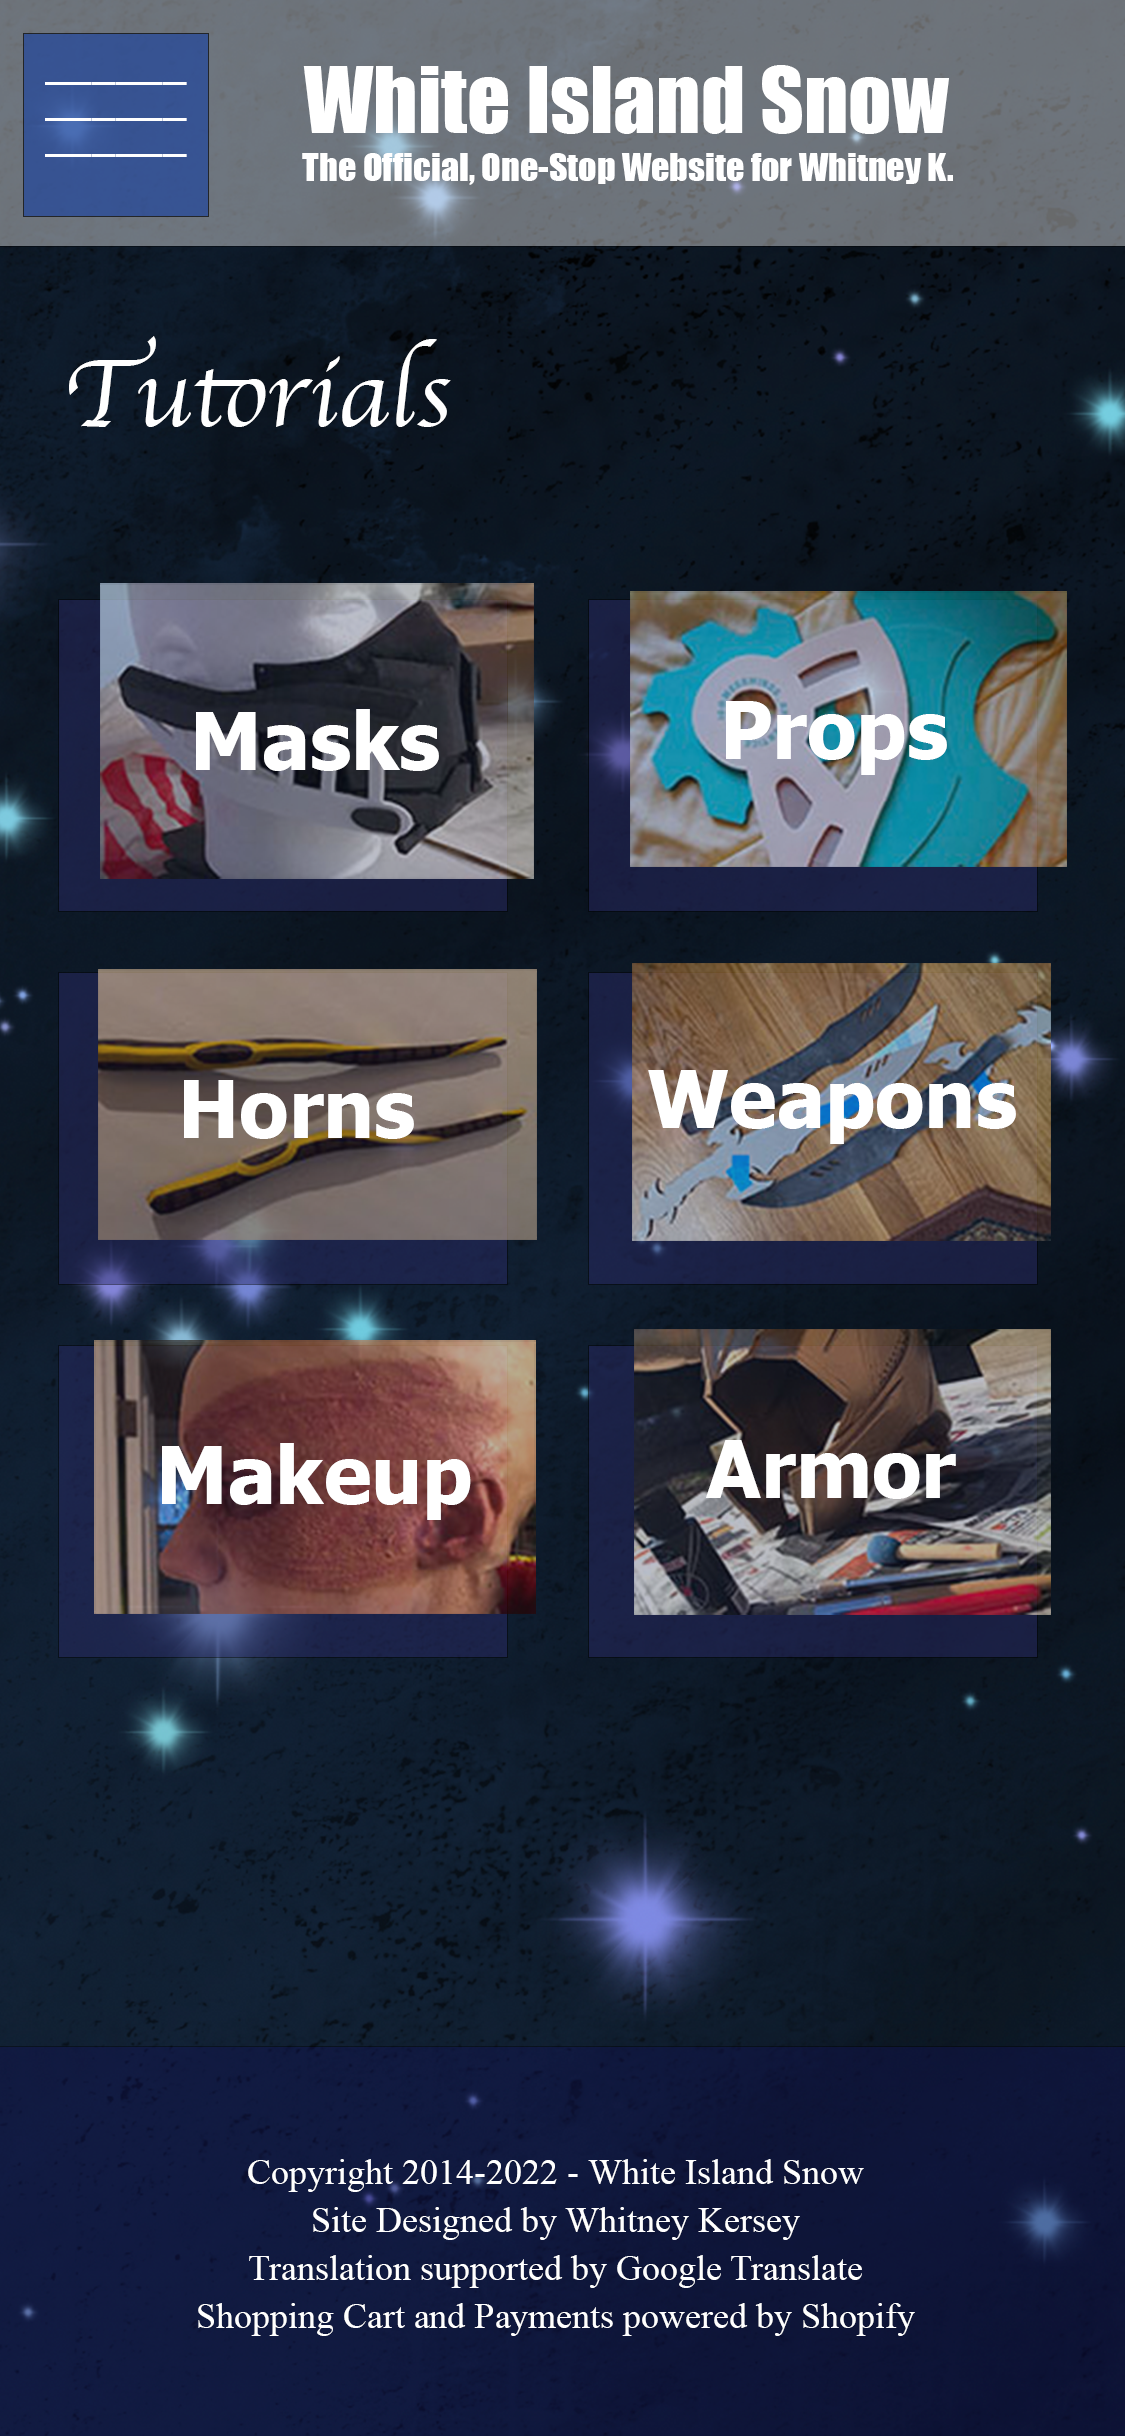 White Island Snow
The Official, One-Stop Website for Whitney K.
Tutorials
Masks
Props
Horns
Weapons
Makeup
Armor
Copyright 2014-2022 - White Island Snow
Site Designed by Whitney Kersey
Translation supported by Google Translate
Shopping Cart and Payments powered by Shopify